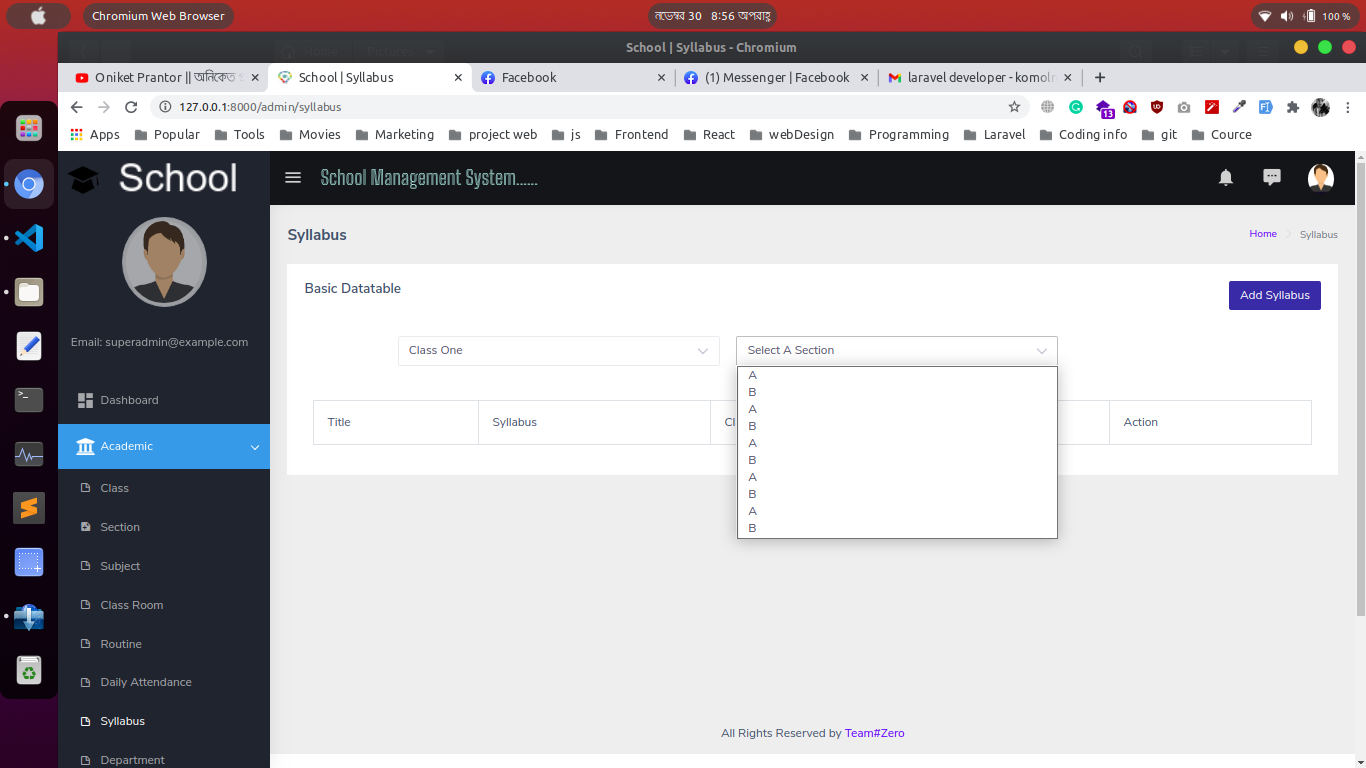 Chromium Web Browser
নভেম্বর 30 8:56 অপরাহ্ণ
100 %
School | Syllabus - Chromium
Oniket Prantor || অনিকেত
School | Syllabus
Facebook
(1) Messenger | Facebook
laravel developer - komol
127.0.0.1:8000/admin/syllabus
13
Apps
Popular
Tools
Movies
Marketing
project web
js
Frontend
React
webDesign
Programming
Laravel
Coding info
git
Cource
School
School Management System......
Email: superadmin@example.com
Dashboard
Academic
Class
Section
Subject
Class Room
Routine
Daily Attendance
Syllabus
Department
Syllabus
Home
Syllabus
Basic Datatable
Add Syllabus
Class One
Select A Section
A
B
A
B
A
B
A
B
A
B
Title
Syllabus
Cl
Action
All Rights Reserved by Team#Zero